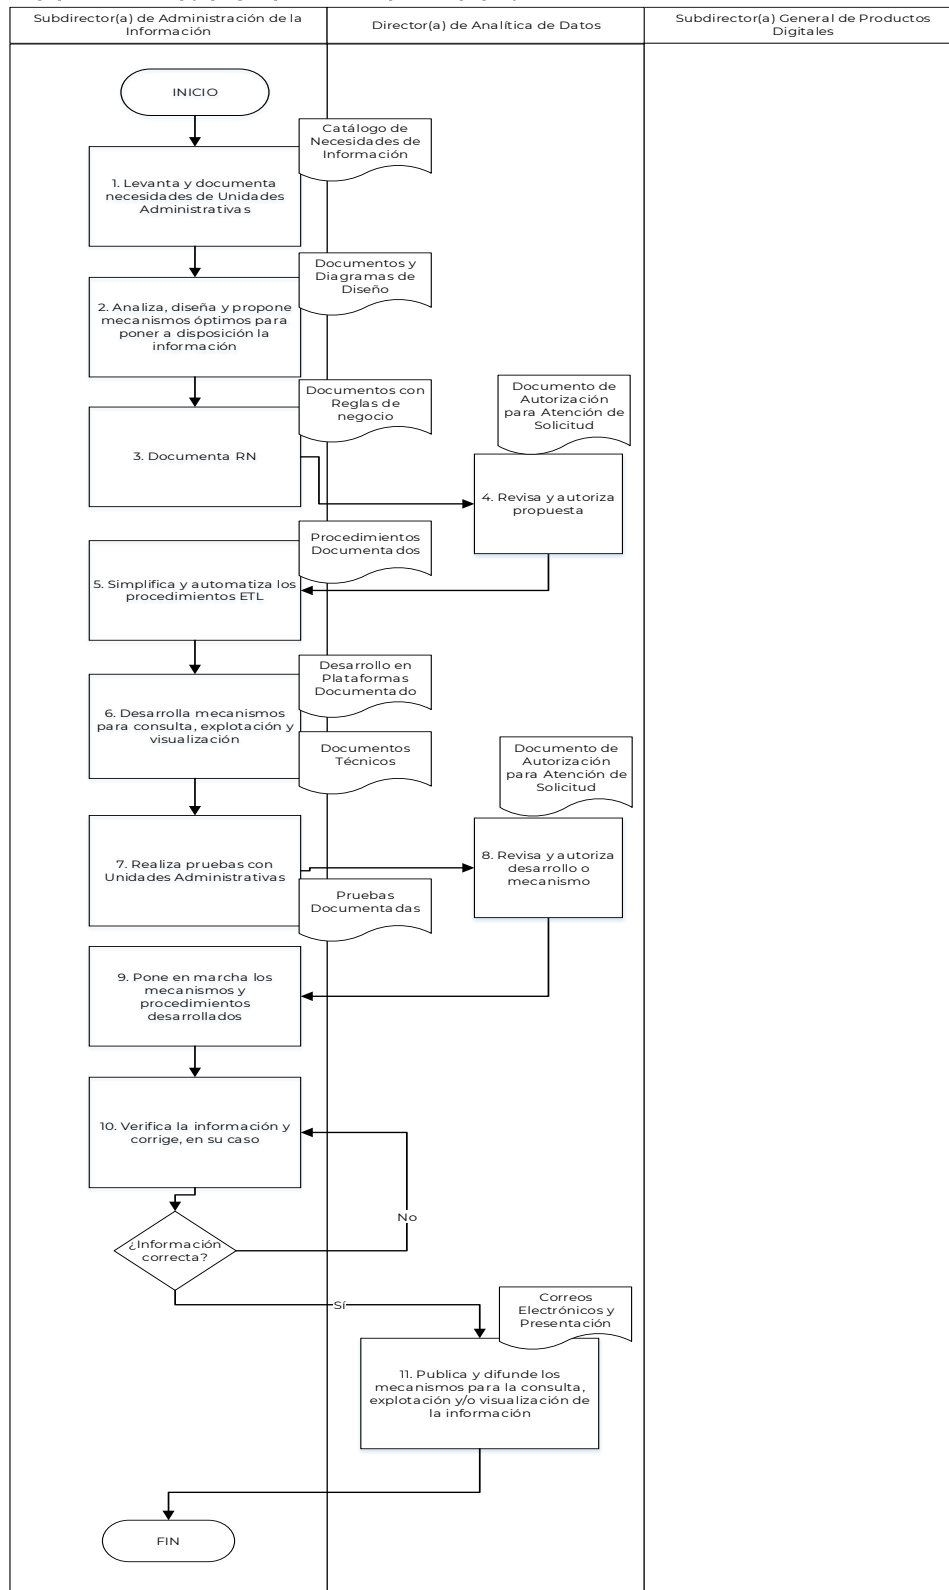 Subdirector(a) de Administración de la
Información
Director(a) de Analítica de Datos
Subdirector(a) General de Productos
Digitales
INICIO
Catálogo de
Necesidades de
Información
1. Levanta y documenta
necesidades de Unidades
Administrativas
Documentos y
Diagramas de
Diseño
2. Analiza, diseña y propone
mecanismos óptimos para
poner a disposición la
información
Documentos con
Reglas de
negocio
Documento de
Autorización
para Atención de
Solicitud
3. Documenta RN
4. Revisa y autoriza
propuesta
Procedimientos
Documentados
5. Simplifica y automatiza los
procedimientos ETL
Desarrollo en
Plataformas
Documentado
6. Desarrolla mecanismos
para consulta, explotación y
visualización
Documentos
Técnicos
Documento de
Autorización
para Atención de
Solicitud
7. Realiza pruebas con
Unidades Administrativas
8. Revisa y autoriza
desarrollo o
mecanismo
Pruebas
Documentadas
9. Pone en marcha los
mecanismos y
procedimientos
desarrollados
10. Verifica la información y
corrige, en su caso
No
¿Información
correcta?
Sí
Correos
Electrónicos y
Presentación
11. Publica y difunde los
mecanismos para la consulta,
explotación y/o visualización de
la información
FIN